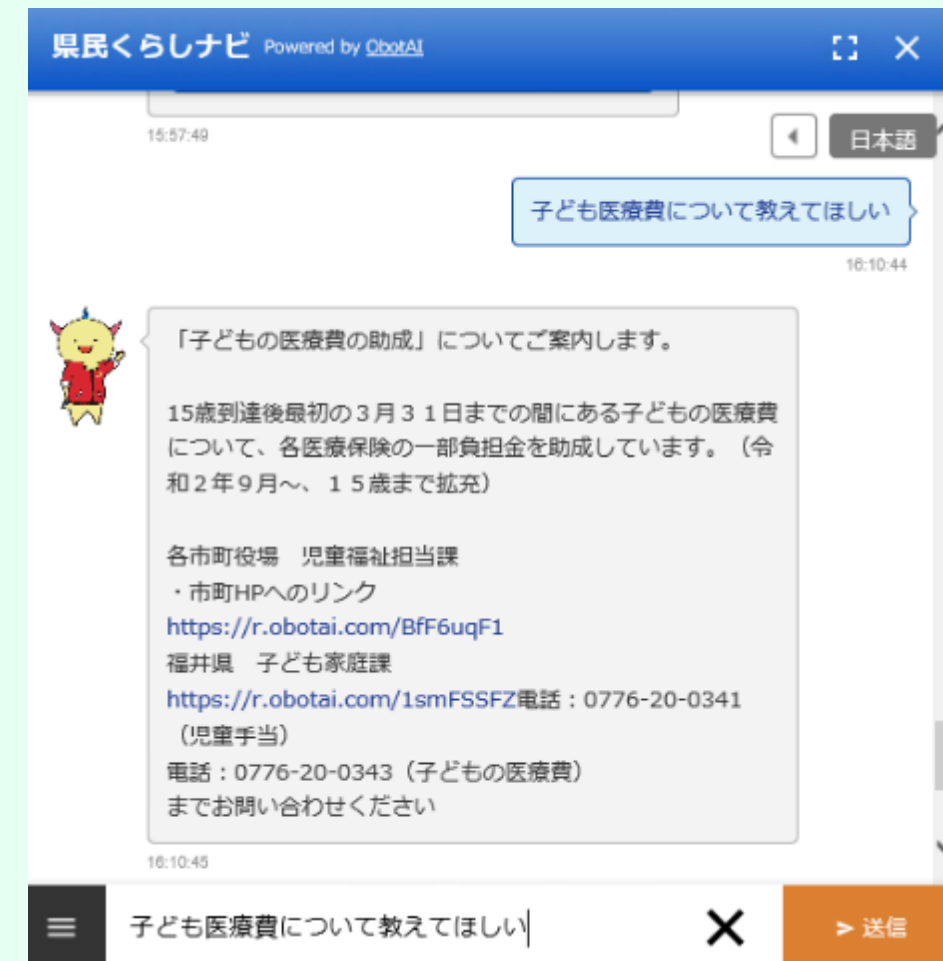 県民くらしナビ Powered by ObotAI
15:57:49
日本語
子ども医療費について教えてほしい
16:10:44
「子どもの医療費の助成」についてご案内します。
15歳到達後最初の３月３１日までの間にある子どもの医療費
について、各医療保険の一部負担金を助成しています。（令
和２年９月～、１５歳まで拡充）
各市町役場　児童福祉担当課
・市町HPへのリンク
https://r.obotai.com/BfF6uqF1
福井県　子ども家庭課
https://r.obotai.com/1smFSSFZ電話：0776-20-0341
（児童手当）
電話：0776-20-0343（子どもの医療費）
までお問い合わせください
16:10:45
子ども医療費について教えてほしい
送信